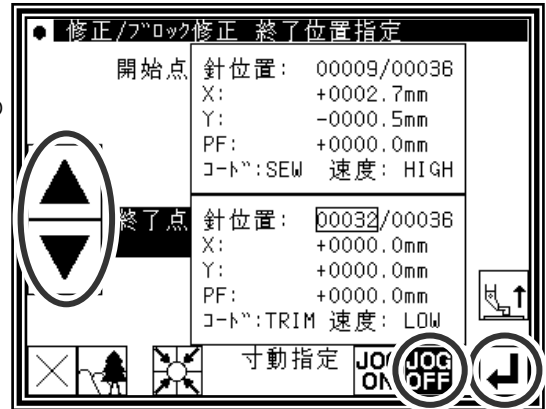 ● 修正/ブロック修正 終了位置指定
開始点
針位置: 00009/00036
X: +0002.7mm
Y: -0000.5mm
PF: +0000.0mm
コード:SEW 速度: HIGH
終了点
針位置: 00032/00036
X: +0000.0mm
Y: +0000.0mm
PF: +0000.0mm
コード:TRIM 速度: LOW
寸動指定
JOG ON
JOG OFF